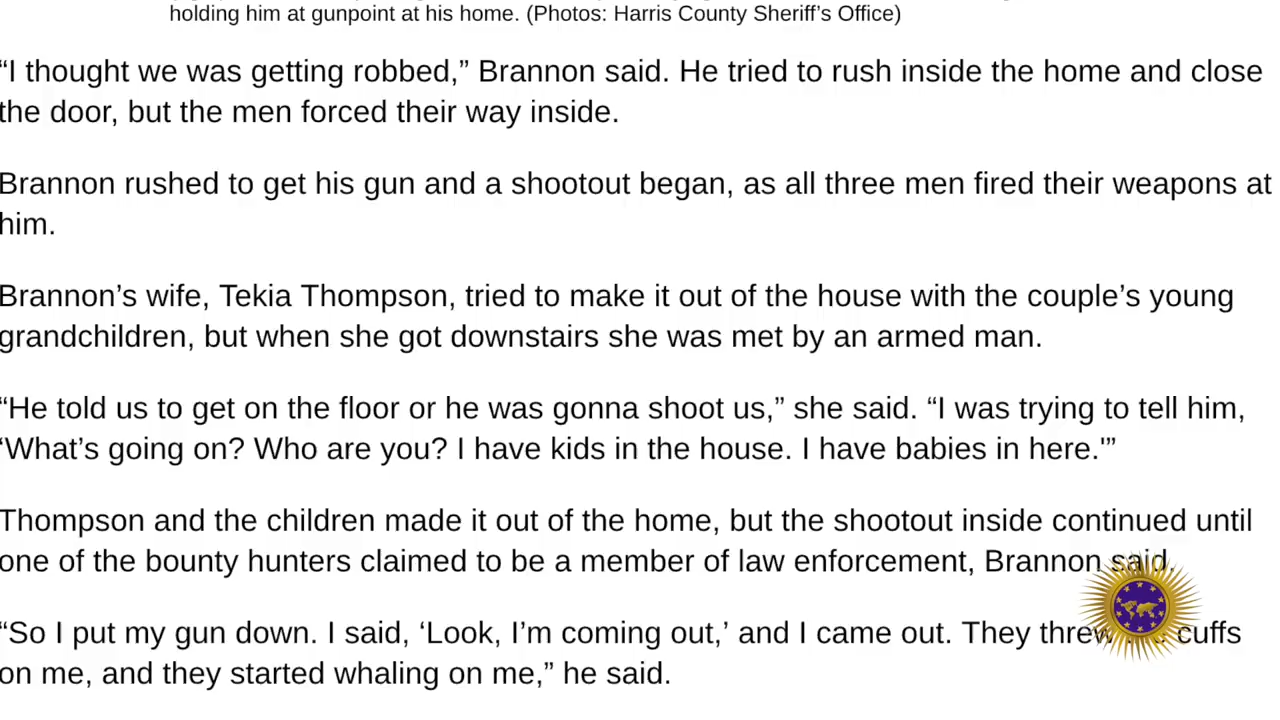 holding him at gunpoint at his home. (Photos: Harris County Sheriff’s Office)
“I thought we was getting robbed,” Brannon said. He tried to rush inside the home and close
the door, but the men forced their way inside.
Brannon rushed to get his gun and a shootout began, as all three men fired their weapons at
him.
Brannon’s wife, Tekia Thompson, tried to make it out of the house with the couple’s young
grandchildren, but when she got downstairs she was met by an armed man.
“He told us to get on the floor or he was gonna shoot us,” she said. “I was trying to tell him,
‘What’s going on? Who are you? I have kids in the house. I have babies in here.'”
Thompson and the children made it out of the home, but the shootout inside continued until
one of the bounty hunters claimed to be a member of law enforcement, Brannon said.
“So I put my gun down. I said, ‘Look, I’m coming out,’ and I came out. They threw cuffs
on me, and they started whaling on me,” he said.